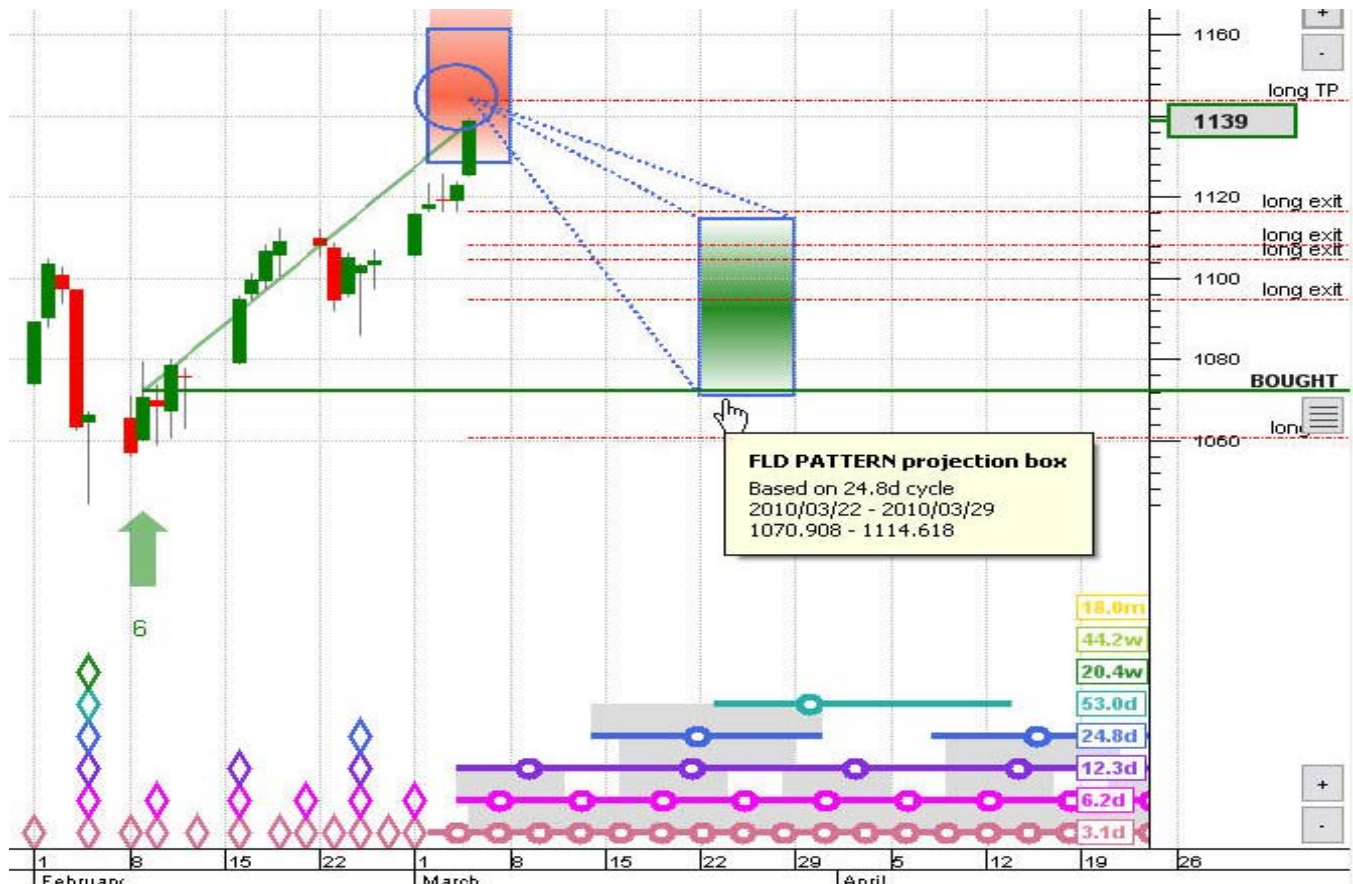 +
1160
-
long TP
1139
1120
long exit
long exit
long exit
1100
long exit
1080
BOUGHT
long
1060
FLD PATTERN projection box
Based on 24.8d cycle
2010/03/22 - 2010/03/29
1070.908 - 1114.618
6
18.0m
44.2w
20.4w
53.0d
24.8d
12.3d
6.2d
3.1d
+
-
1 8 15 22 1 8 15 22 29 5 12 19 26
February March April